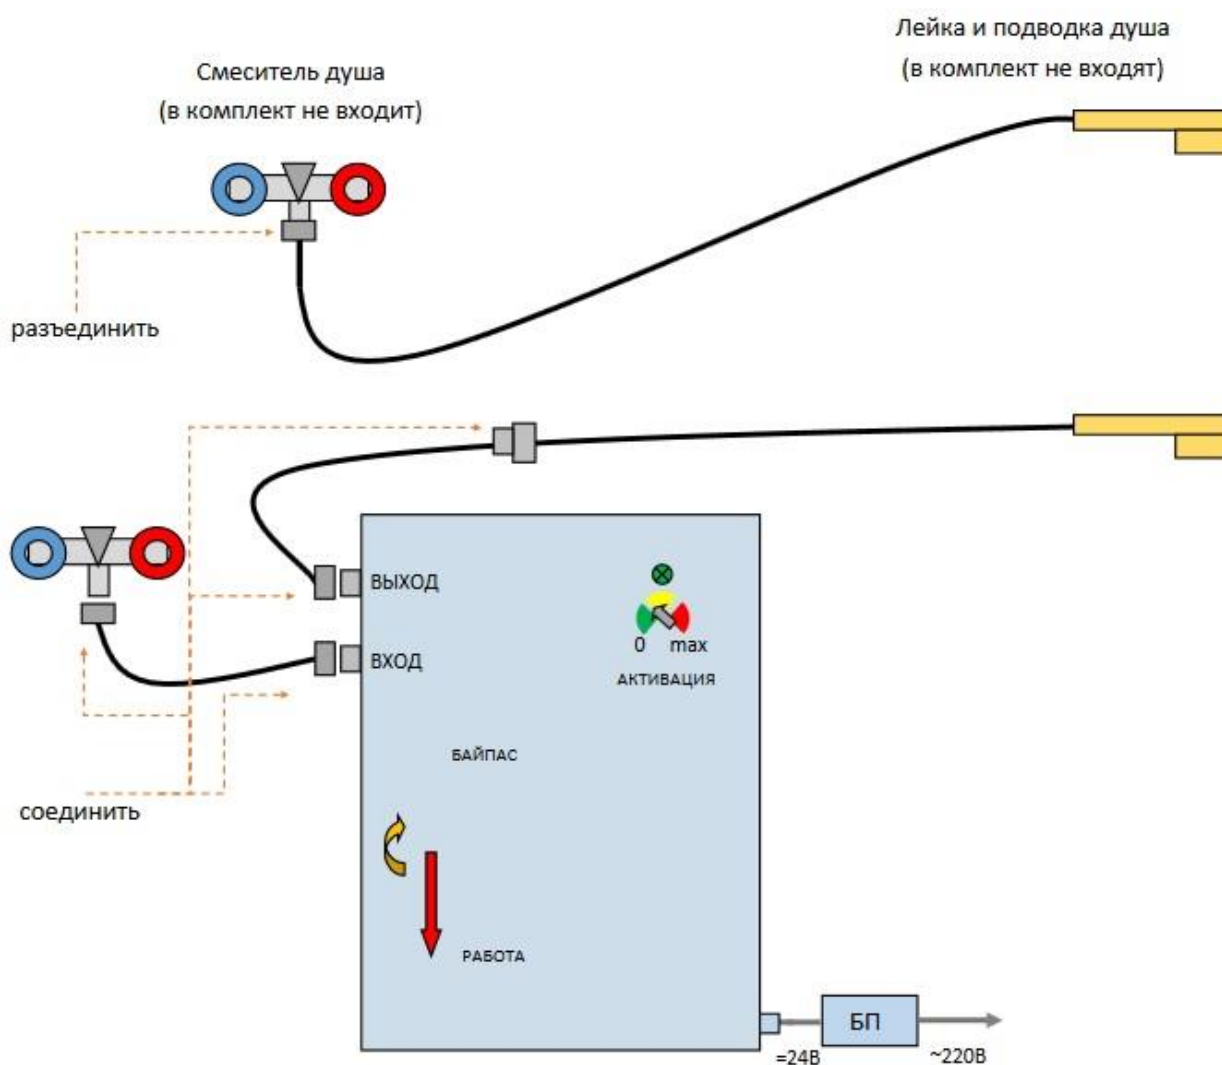 Лейка и подводка душа
(в комплект не входят)
Смеситель душа
(в комплект не входит)
разъединить
ВЫХОД
ВХОД
0 max
АКТИВАЦИЯ
БАЙПАС
соединить
РАБОТА
БП
=24В
~220В